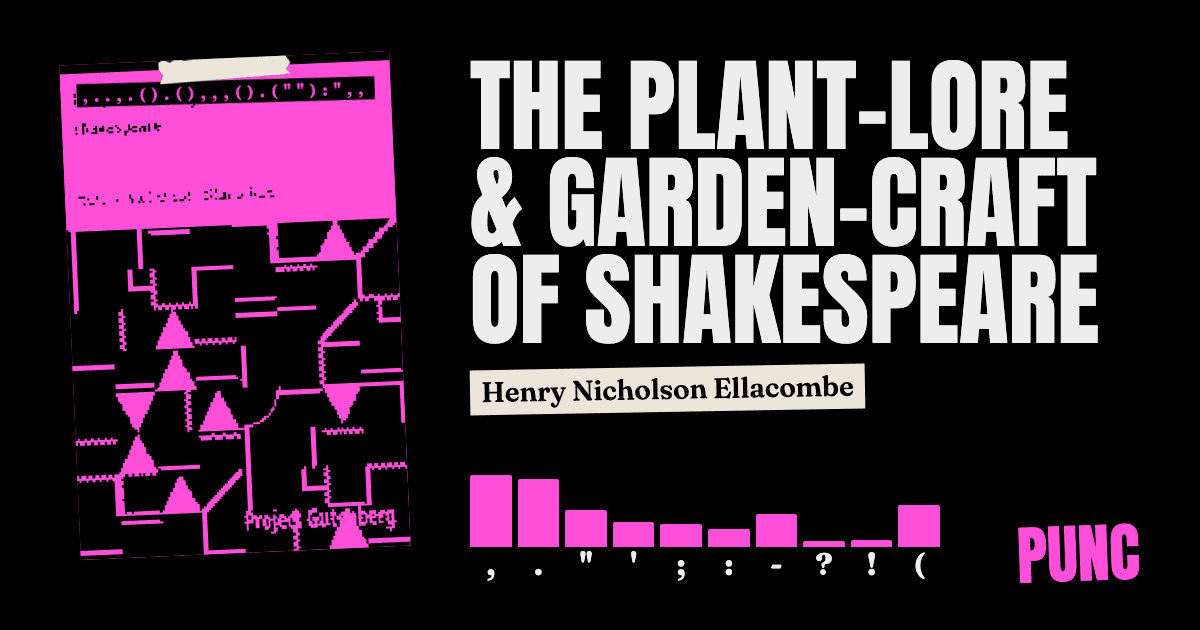 ,..,.().(),,,().(""):",,
THE PLANT-LORE
& GARDEN-CRAFT
OF SHAKESPEARE
Henry Nicholson Ellacombe
Project Gutenberg
, . " ' ; : - ? ! (
PUNC